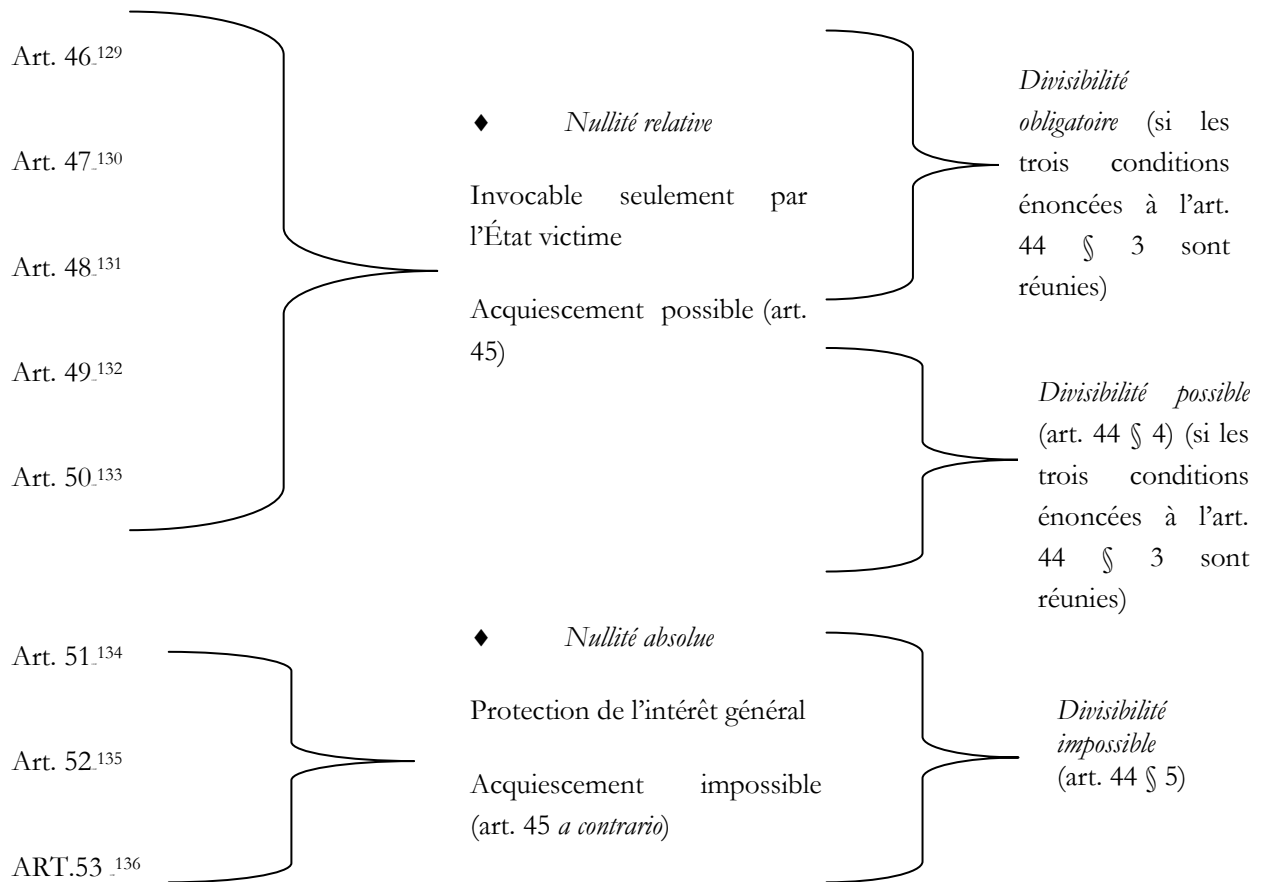 Art. 46 129
Art. 47 130
Art. 48 131
Art. 49 132
Art. 50 133
♦ Nullité relative
Invocable seulement par
l'État victime
Acquiescement possible (art.
45)
Divisibilité
obligatoire (si les
trois conditions
énoncées à l'art.
44 § 3 sont
réunies)
Divisibilité possible
(art. 44 § 4) (si les
trois conditions
énoncées à l'art.
44 § 3 sont
réunies)
Art. 51 134
Art. 52 135
ART.53 136
♦ Nullité absolue
Protection de l'intérêt général
Acquiescement impossible
(art. 45 a contrario)
Divisibilité
impossible
(art. 44 § 5)